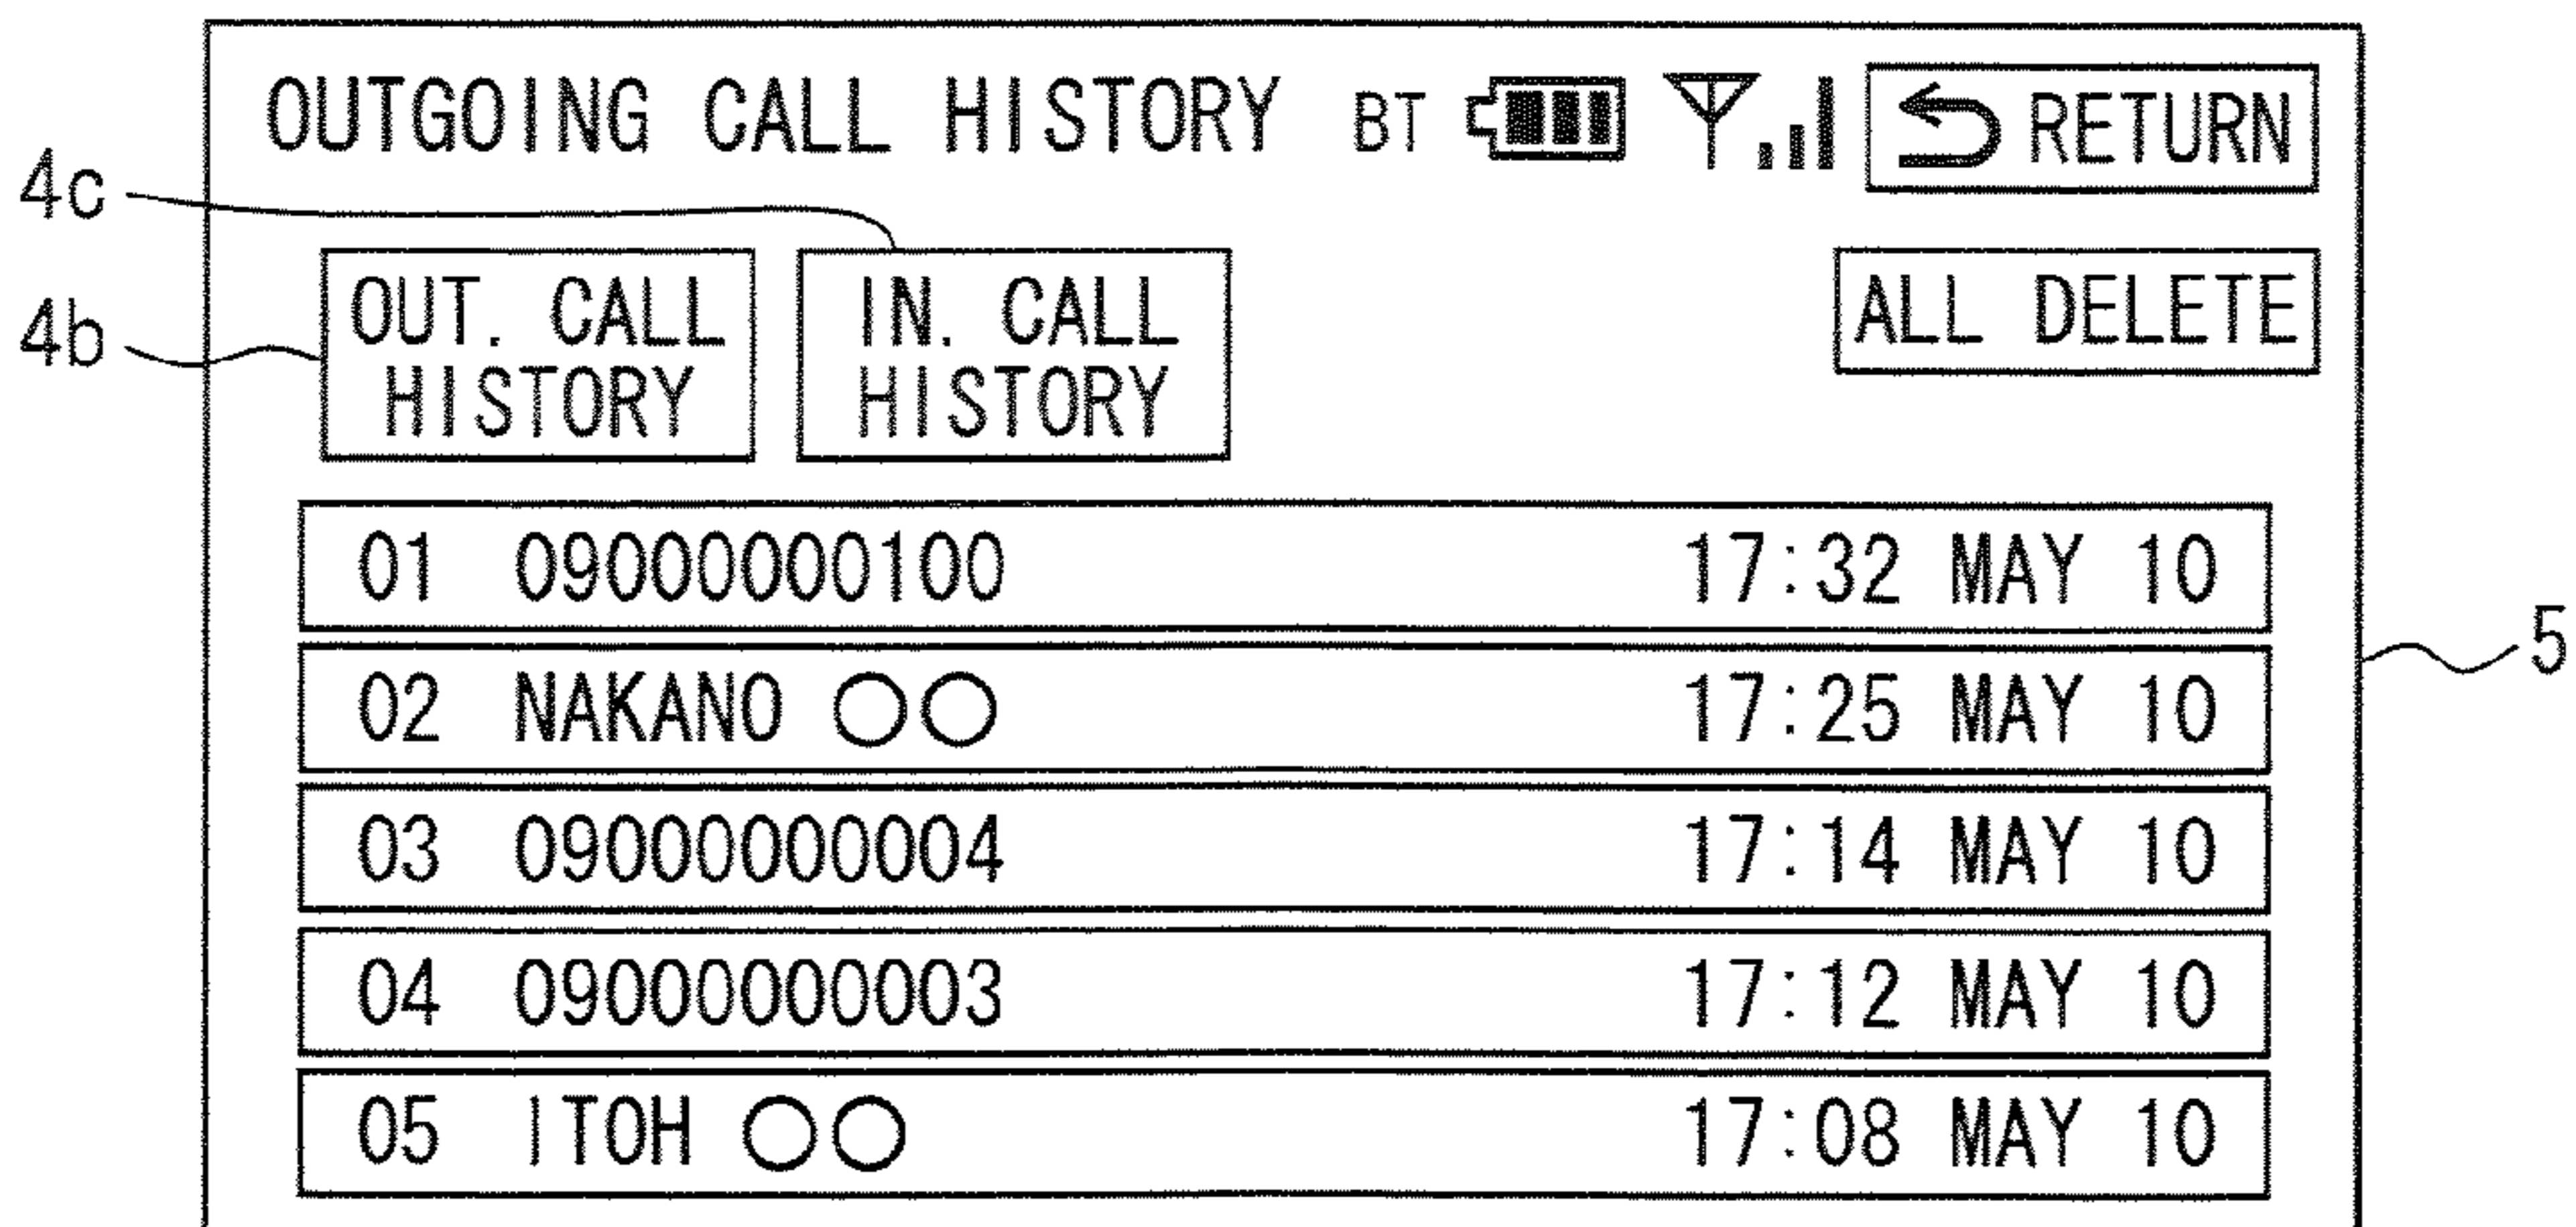 OUTGOING CALL HISTORY BT RETURN
4c
OUT. CALL HISTORY
IN. CALL HISTORY
ALL DELETE
4b
01 09000000100 17:32 MAY 10
02 NAKANO ○○ 17:25 MAY 10
5
03 09000000004 17:14 MAY 10
04 09000000003 17:12 MAY 10
05 ITOH ○○ 17:08 MAY 10